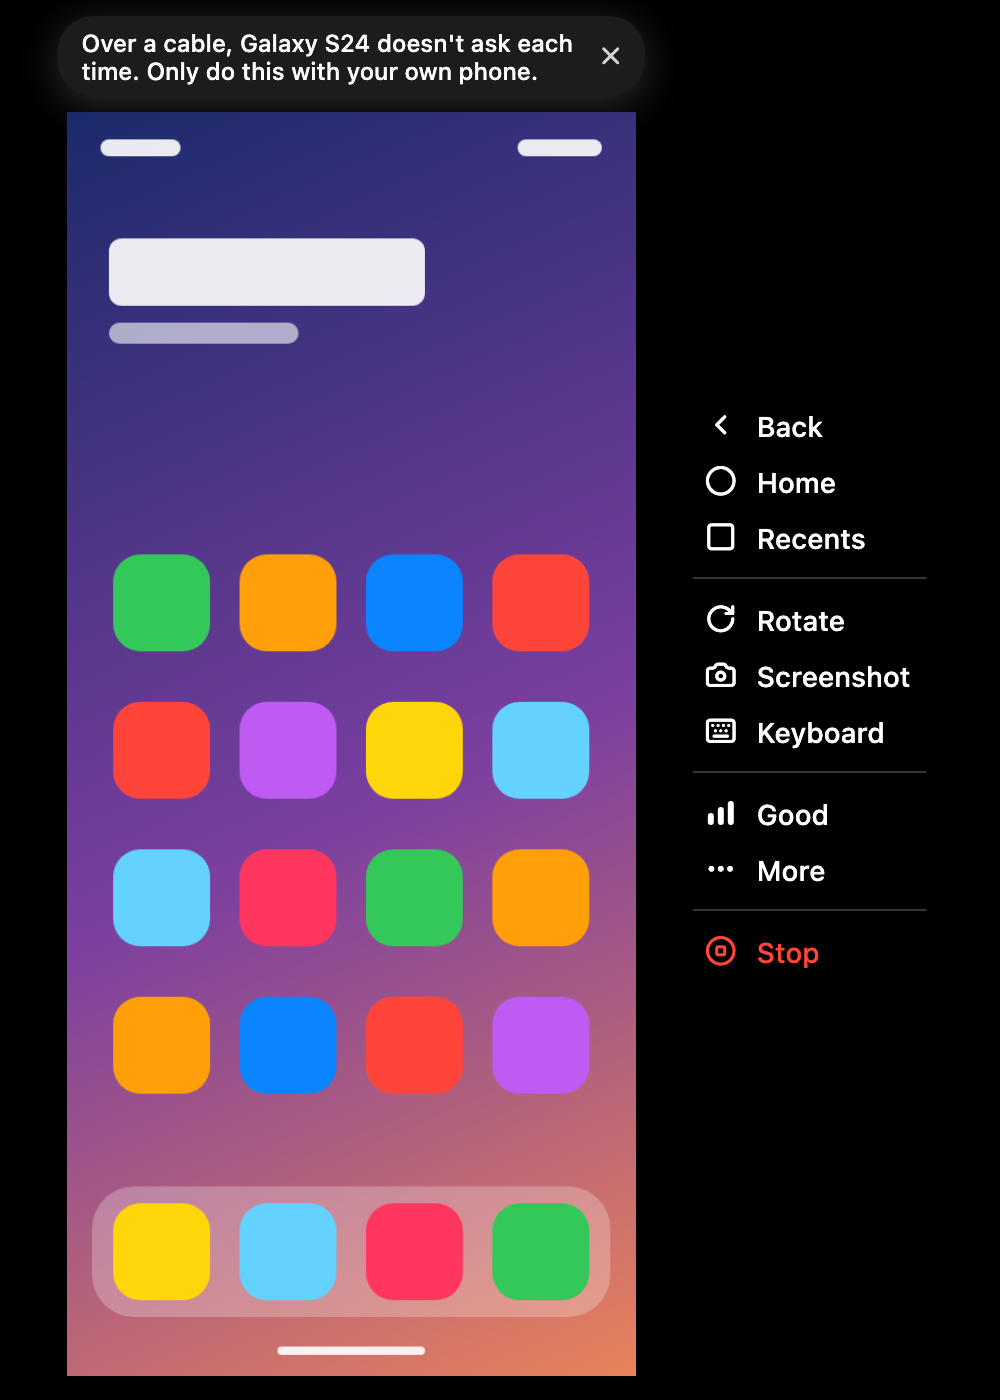 Over a cable, Galaxy S24 doesn't ask each
time. Only do this with your own phone.
Back
Home
Recents
Rotate
Screenshot
Keyboard
Good
More
Stop